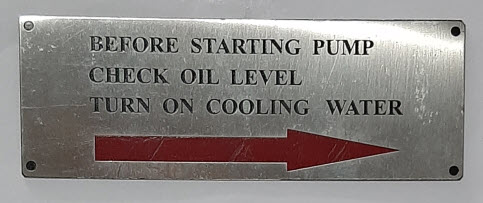 BEFORE STARTING PUMP
CHECK OIL LEVEL
TURN ON COOLING WATER